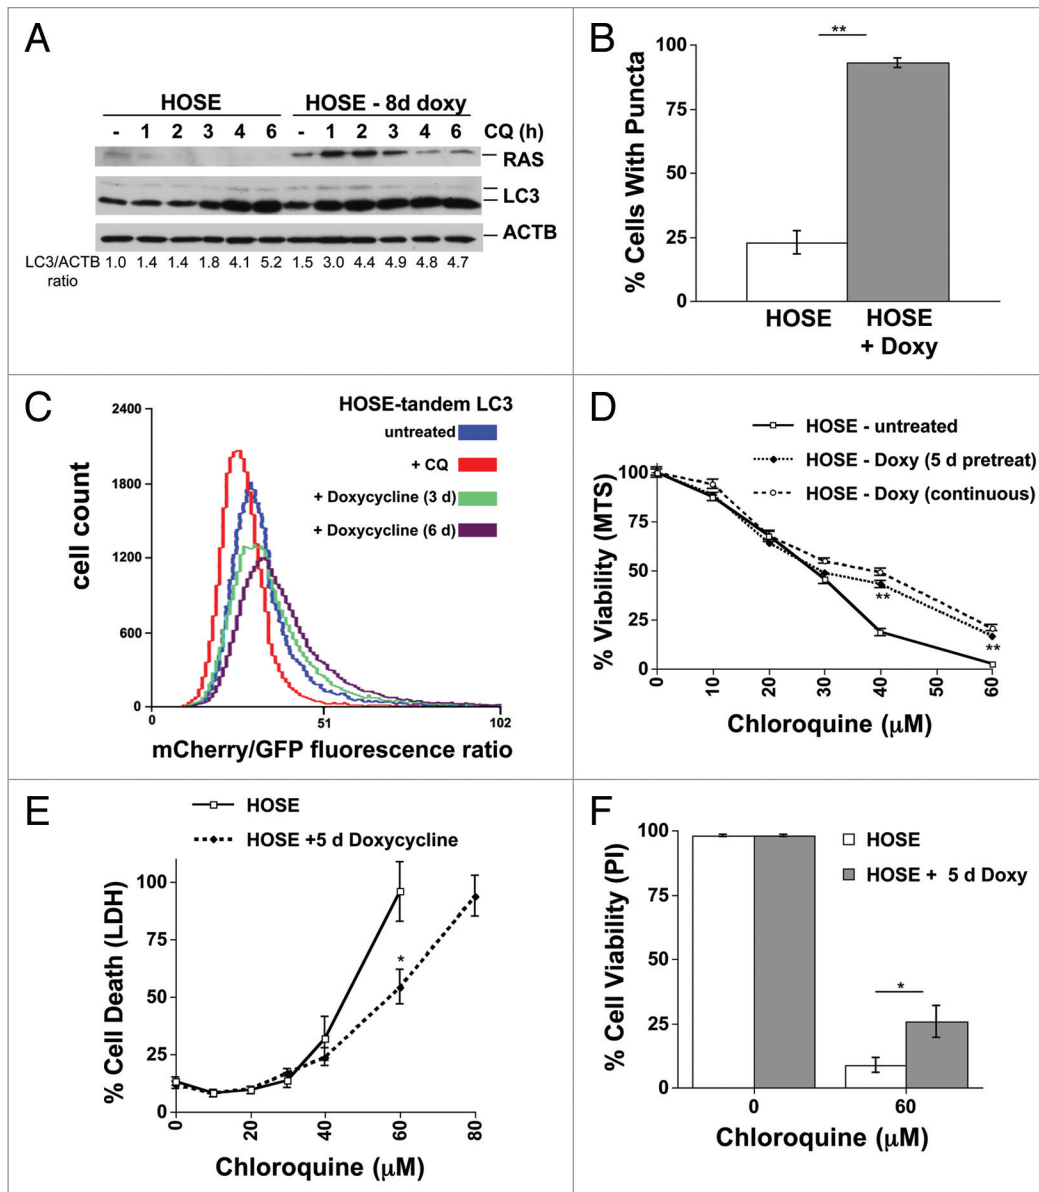 A
HOSE HOSE - 8d doxy
- 1 2 3 4 6 - 1 2 3 4 6 CQ (h)
RAS
LC3
ACTB
LC3/ACTB 1.0 1.4 1.4 1.8 4.1 5.2 1.5 3.0 4.4 4.9 4.8 4.7
ratio
B
**
100
75
50
25
0
% Cells With Puncta
HOSE HOSE
+ Doxy
C
HOSE-tandem LC3
untreated
+ CQ
+ Doxycycline (3 d)
+ Doxycycline (6 d)
2400
1800
1200
600
0
cell count
0 51 102
mCherry/GFP fluorescence ratio
D
HOSE - untreated
HOSE - Doxy (5 d pretreat)
HOSE - Doxy (continuous)
100
75
50
25
0
% Viability (MTS)
**
**
0 10 20 30 40 50 60
Chloroquine (μM)
E
HOSE
HOSE +5 d Doxycycline
100
75
50
25
0
% Cell Death (LDH)
*
0 20 40 60 80
Chloroquine (μM)
F
HOSE
HOSE + 5 d Doxy
100
75
50
25
0
% Cell Viability (PI)
*
0 60
Chloroquine (μM)